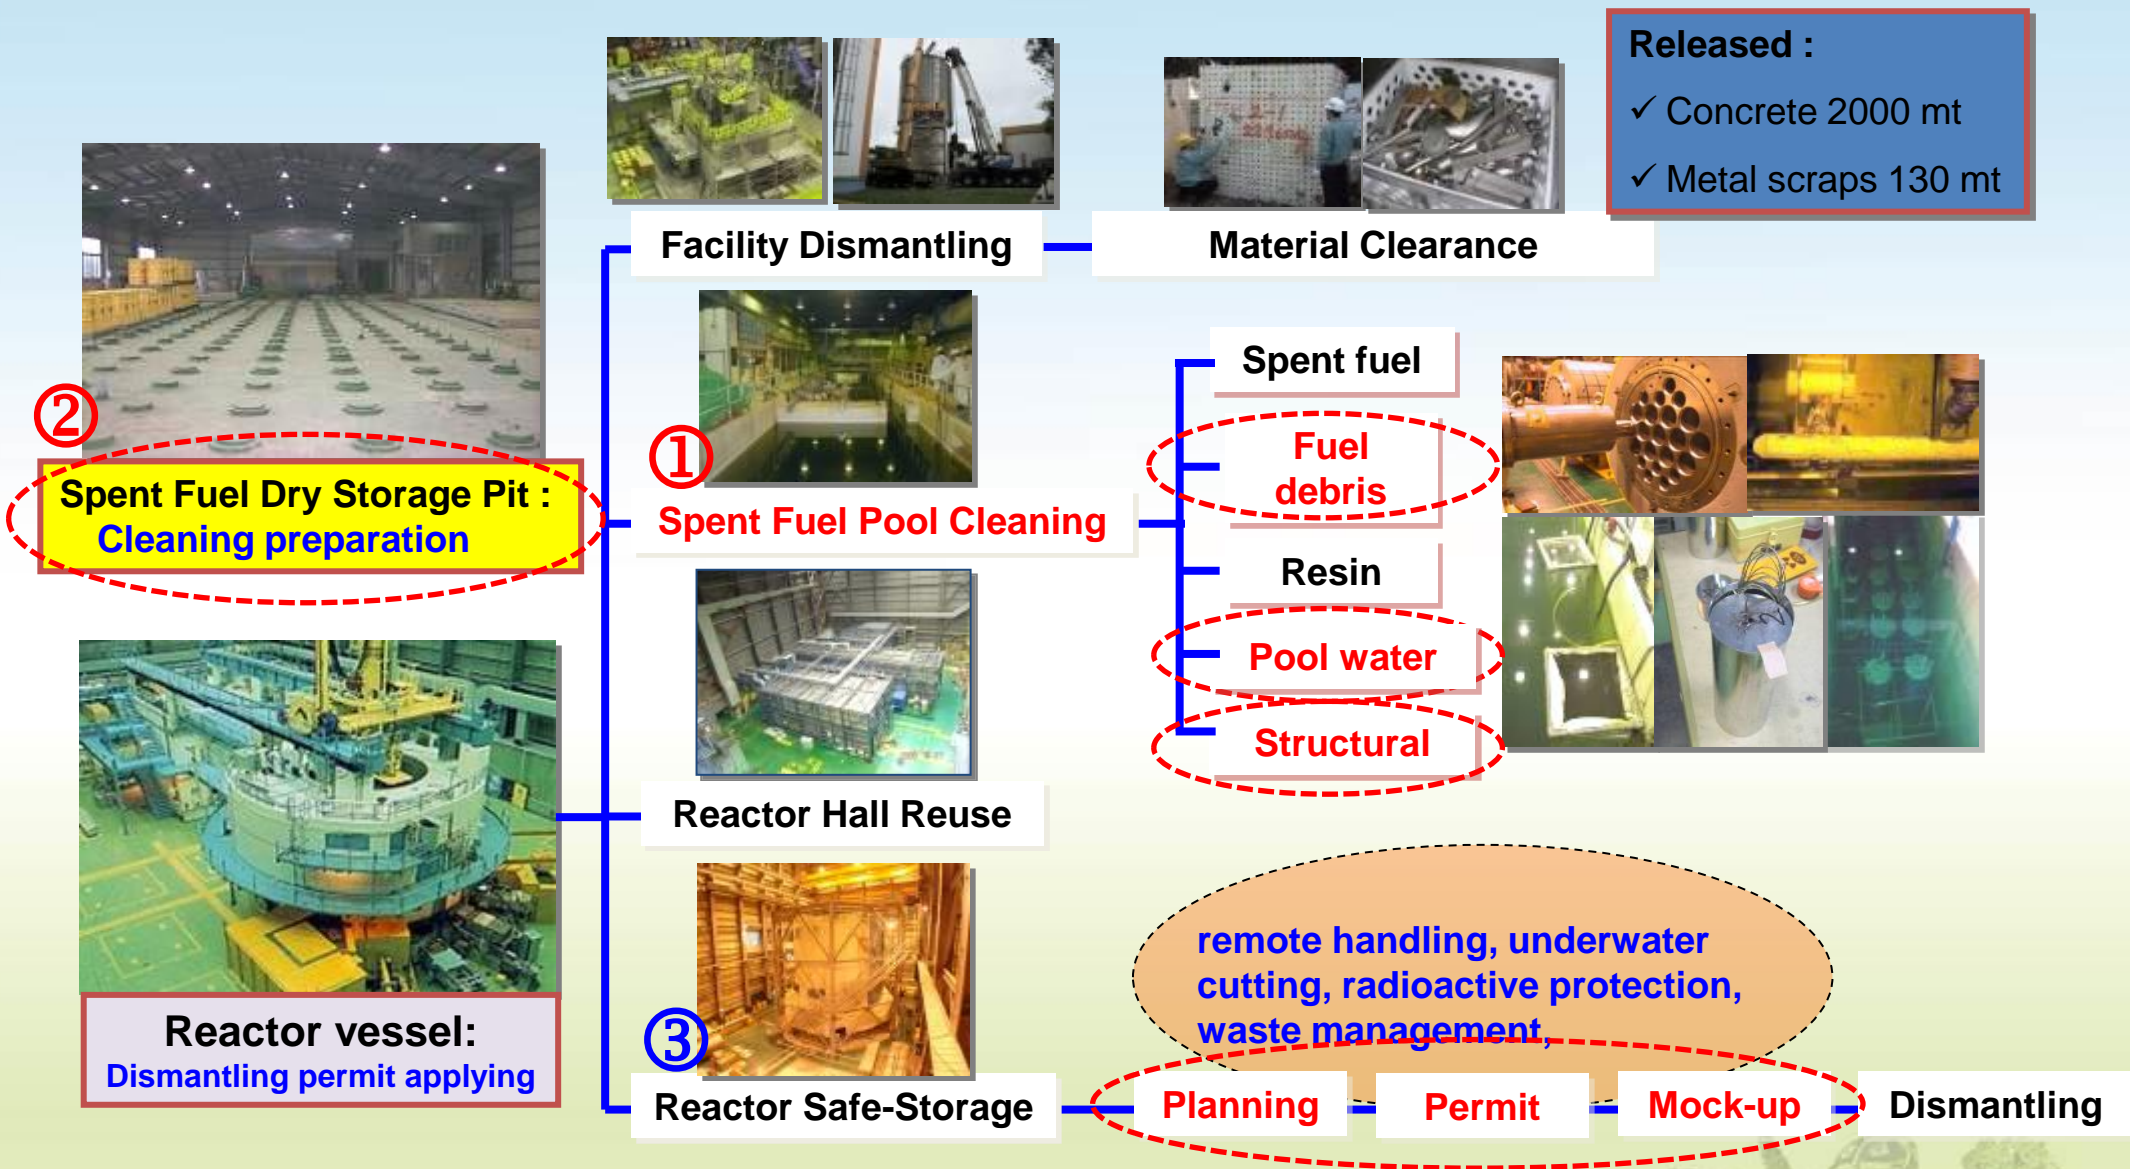 Released :
✓ Concrete 2000 mt
✓ Metal scraps 130 mt
Facility Dismantling
Material Clearance
②
Spent Fuel Dry Storage Pit :
Cleaning preparation
①
Spent Fuel Pool Cleaning
Spent fuel
Fuel
debris
Resin
Pool water
Structural
Reactor Hall Reuse
Reactor vessel:
Dismantling permit applying
③
Reactor Safe-Storage
remote handling, underwater
cutting, radioactive protection,
waste management,
Planning
Permit
Mock-up
Dismantling